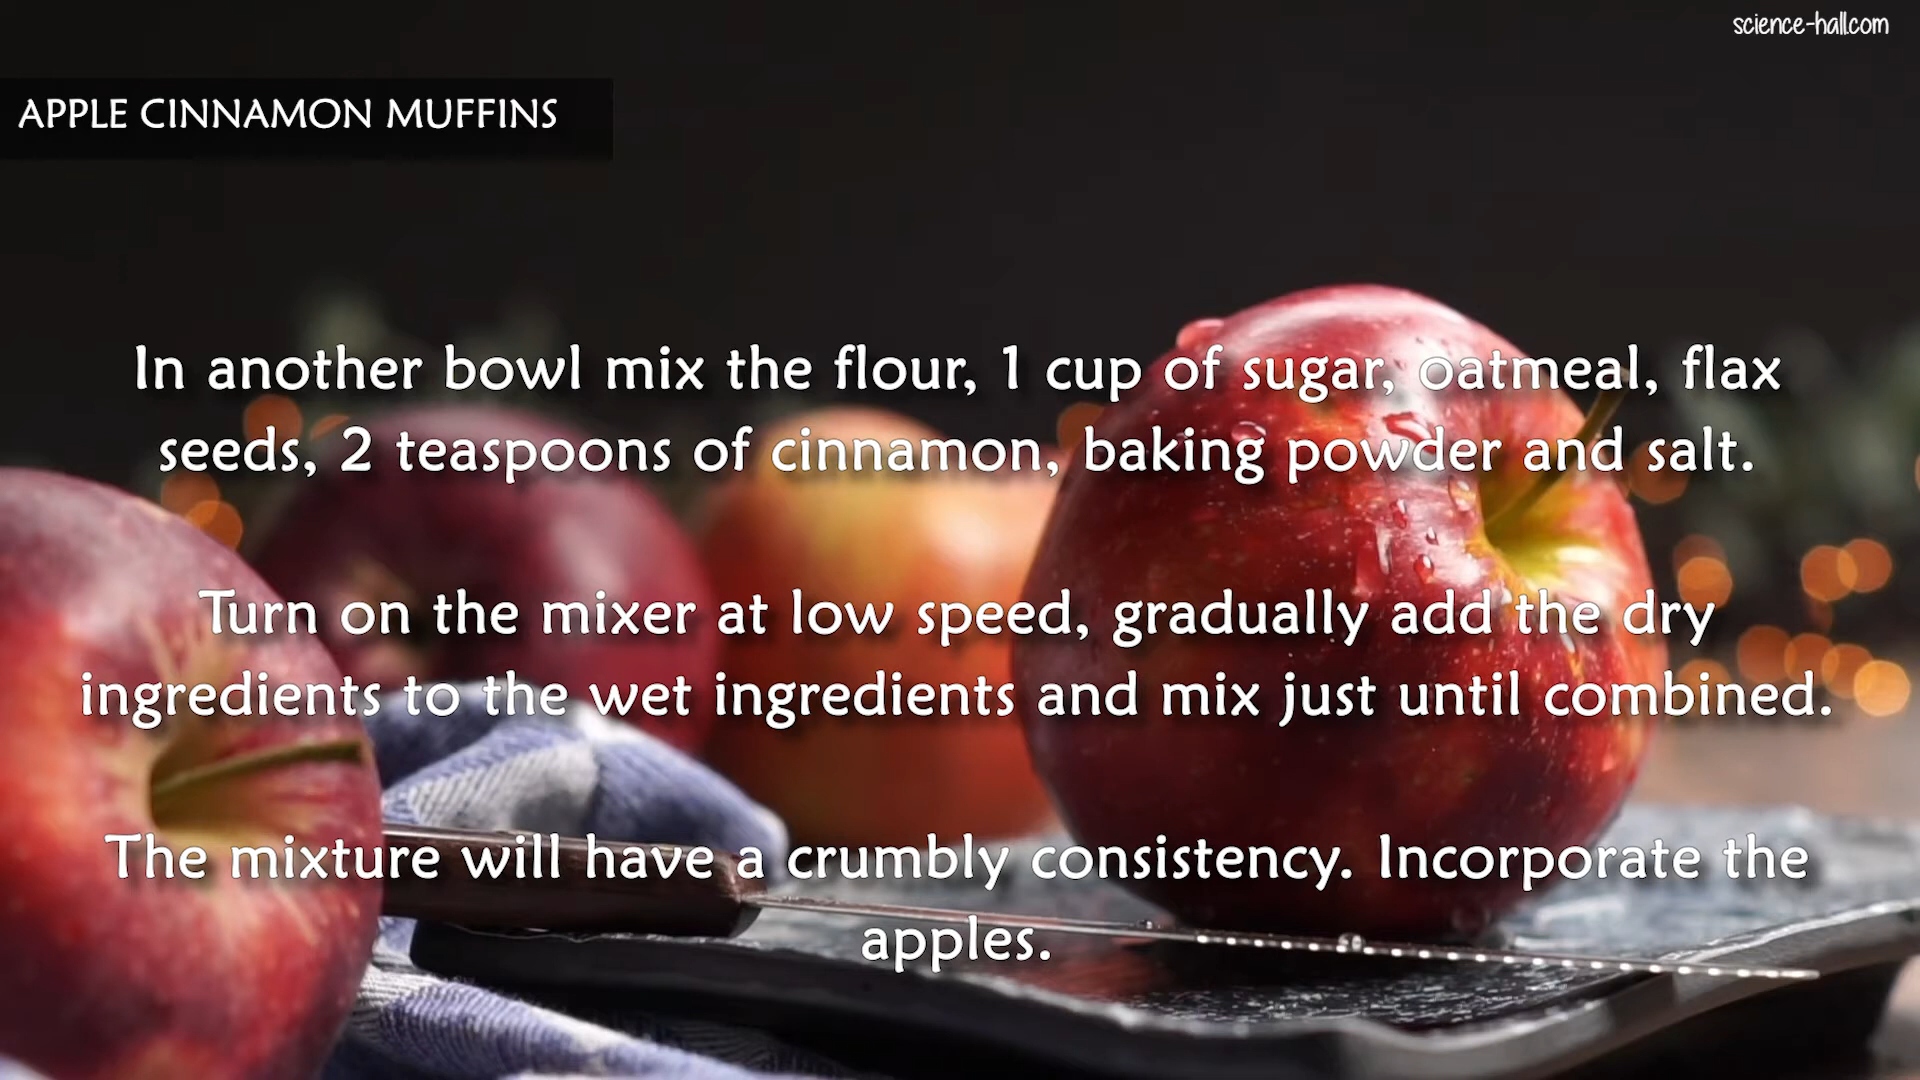 science-hall.com
APPLE CINNAMON MUFFINS
In another bowl mix the flour, 1 cup of sugar, oatmeal, flax
seeds, 2 teaspoons of cinnamon, baking powder and salt.
Turn on the mixer at low speed, gradually add the dry
ingredients to the wet ingredients and mix just until combined.
The mixture will have a crumbly consistency. Incorporate the
apples.